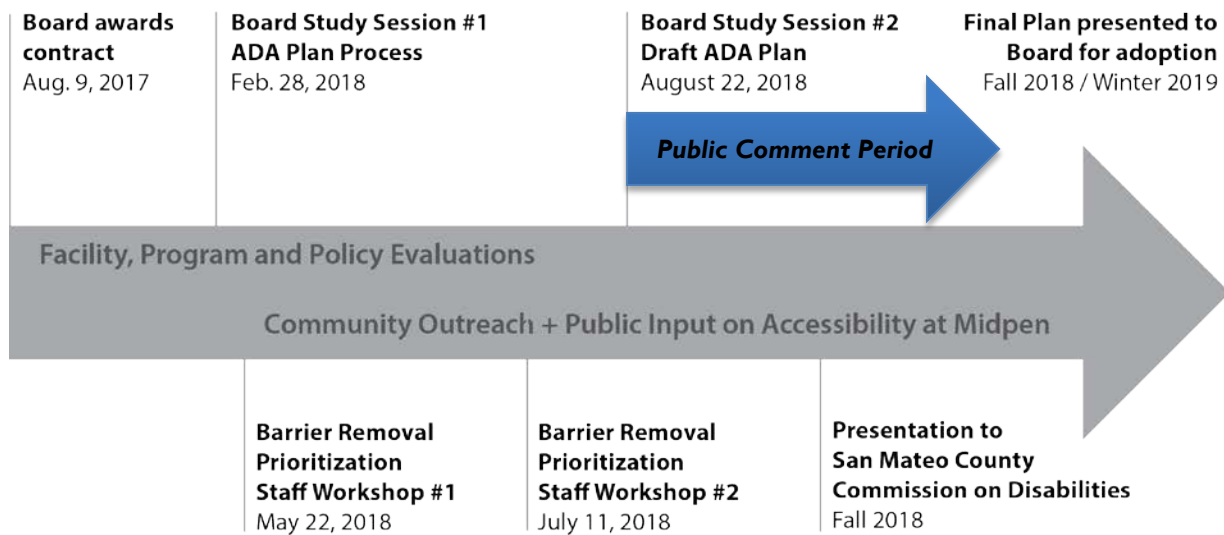 Board awards
contract
Aug. 9, 2017
Board Study Session #1
ADA Plan Process
Feb. 28, 2018
Board Study Session #2
Draft ADA Plan
August 22, 2018
Final Plan presented to
Board for adoption
Fall 2018 / Winter 2019
Public Comment Period
Facility, Program and Policy Evaluations
Community Outreach + Public Input on Accessibility at Midpen
Barrier Removal
Prioritization
Staff Workshop #1
May 22, 2018
Barrier Removal
Prioritization
Staff Workshop #2
July 11, 2018
Presentation to
San Mateo County
Commission on Disabilities
Fall 2018